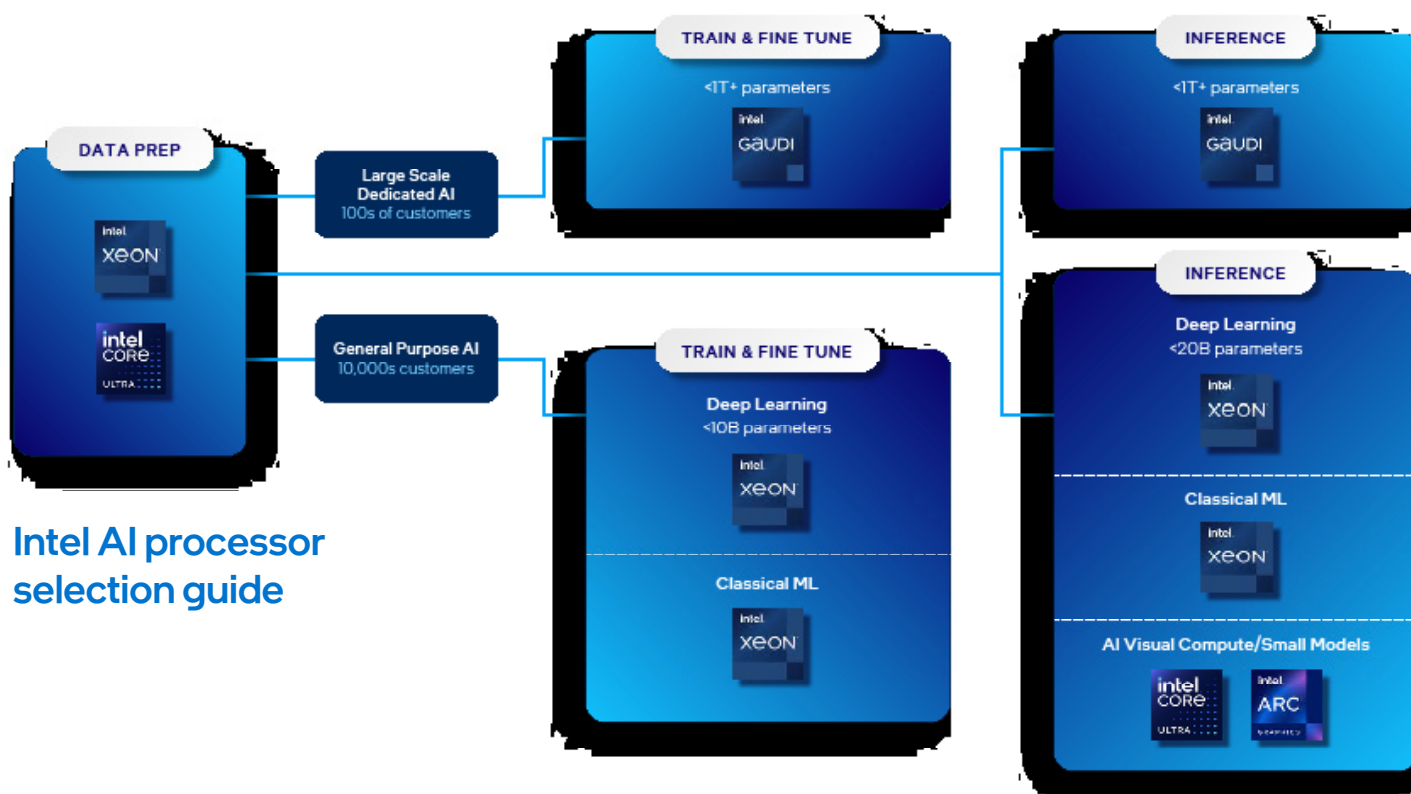 DATA PREP
intel
xeon
intel
CORE
ULTRA
Intel AI processor
selection guide
Large Scale
Dedicated AI
100s of customers
General Purpose AI
10,000s customers
TRAIN & FINE TUNE
<1T+ parameters
intel
GAUDI
TRAIN & FINE TUNE
Deep Learning
<10B parameters
intel
xeon
Classical ML
intel
xeon
INFERENCE
<1T+ parameters
intel
GAUDI
INFERENCE
Deep Learning
<20B parameters
intel
xeon
Classical ML
intel
xeon
AI Visual Compute/Small Models
intel
CORE
ULTRA
intel
ARC
GRAPHICS